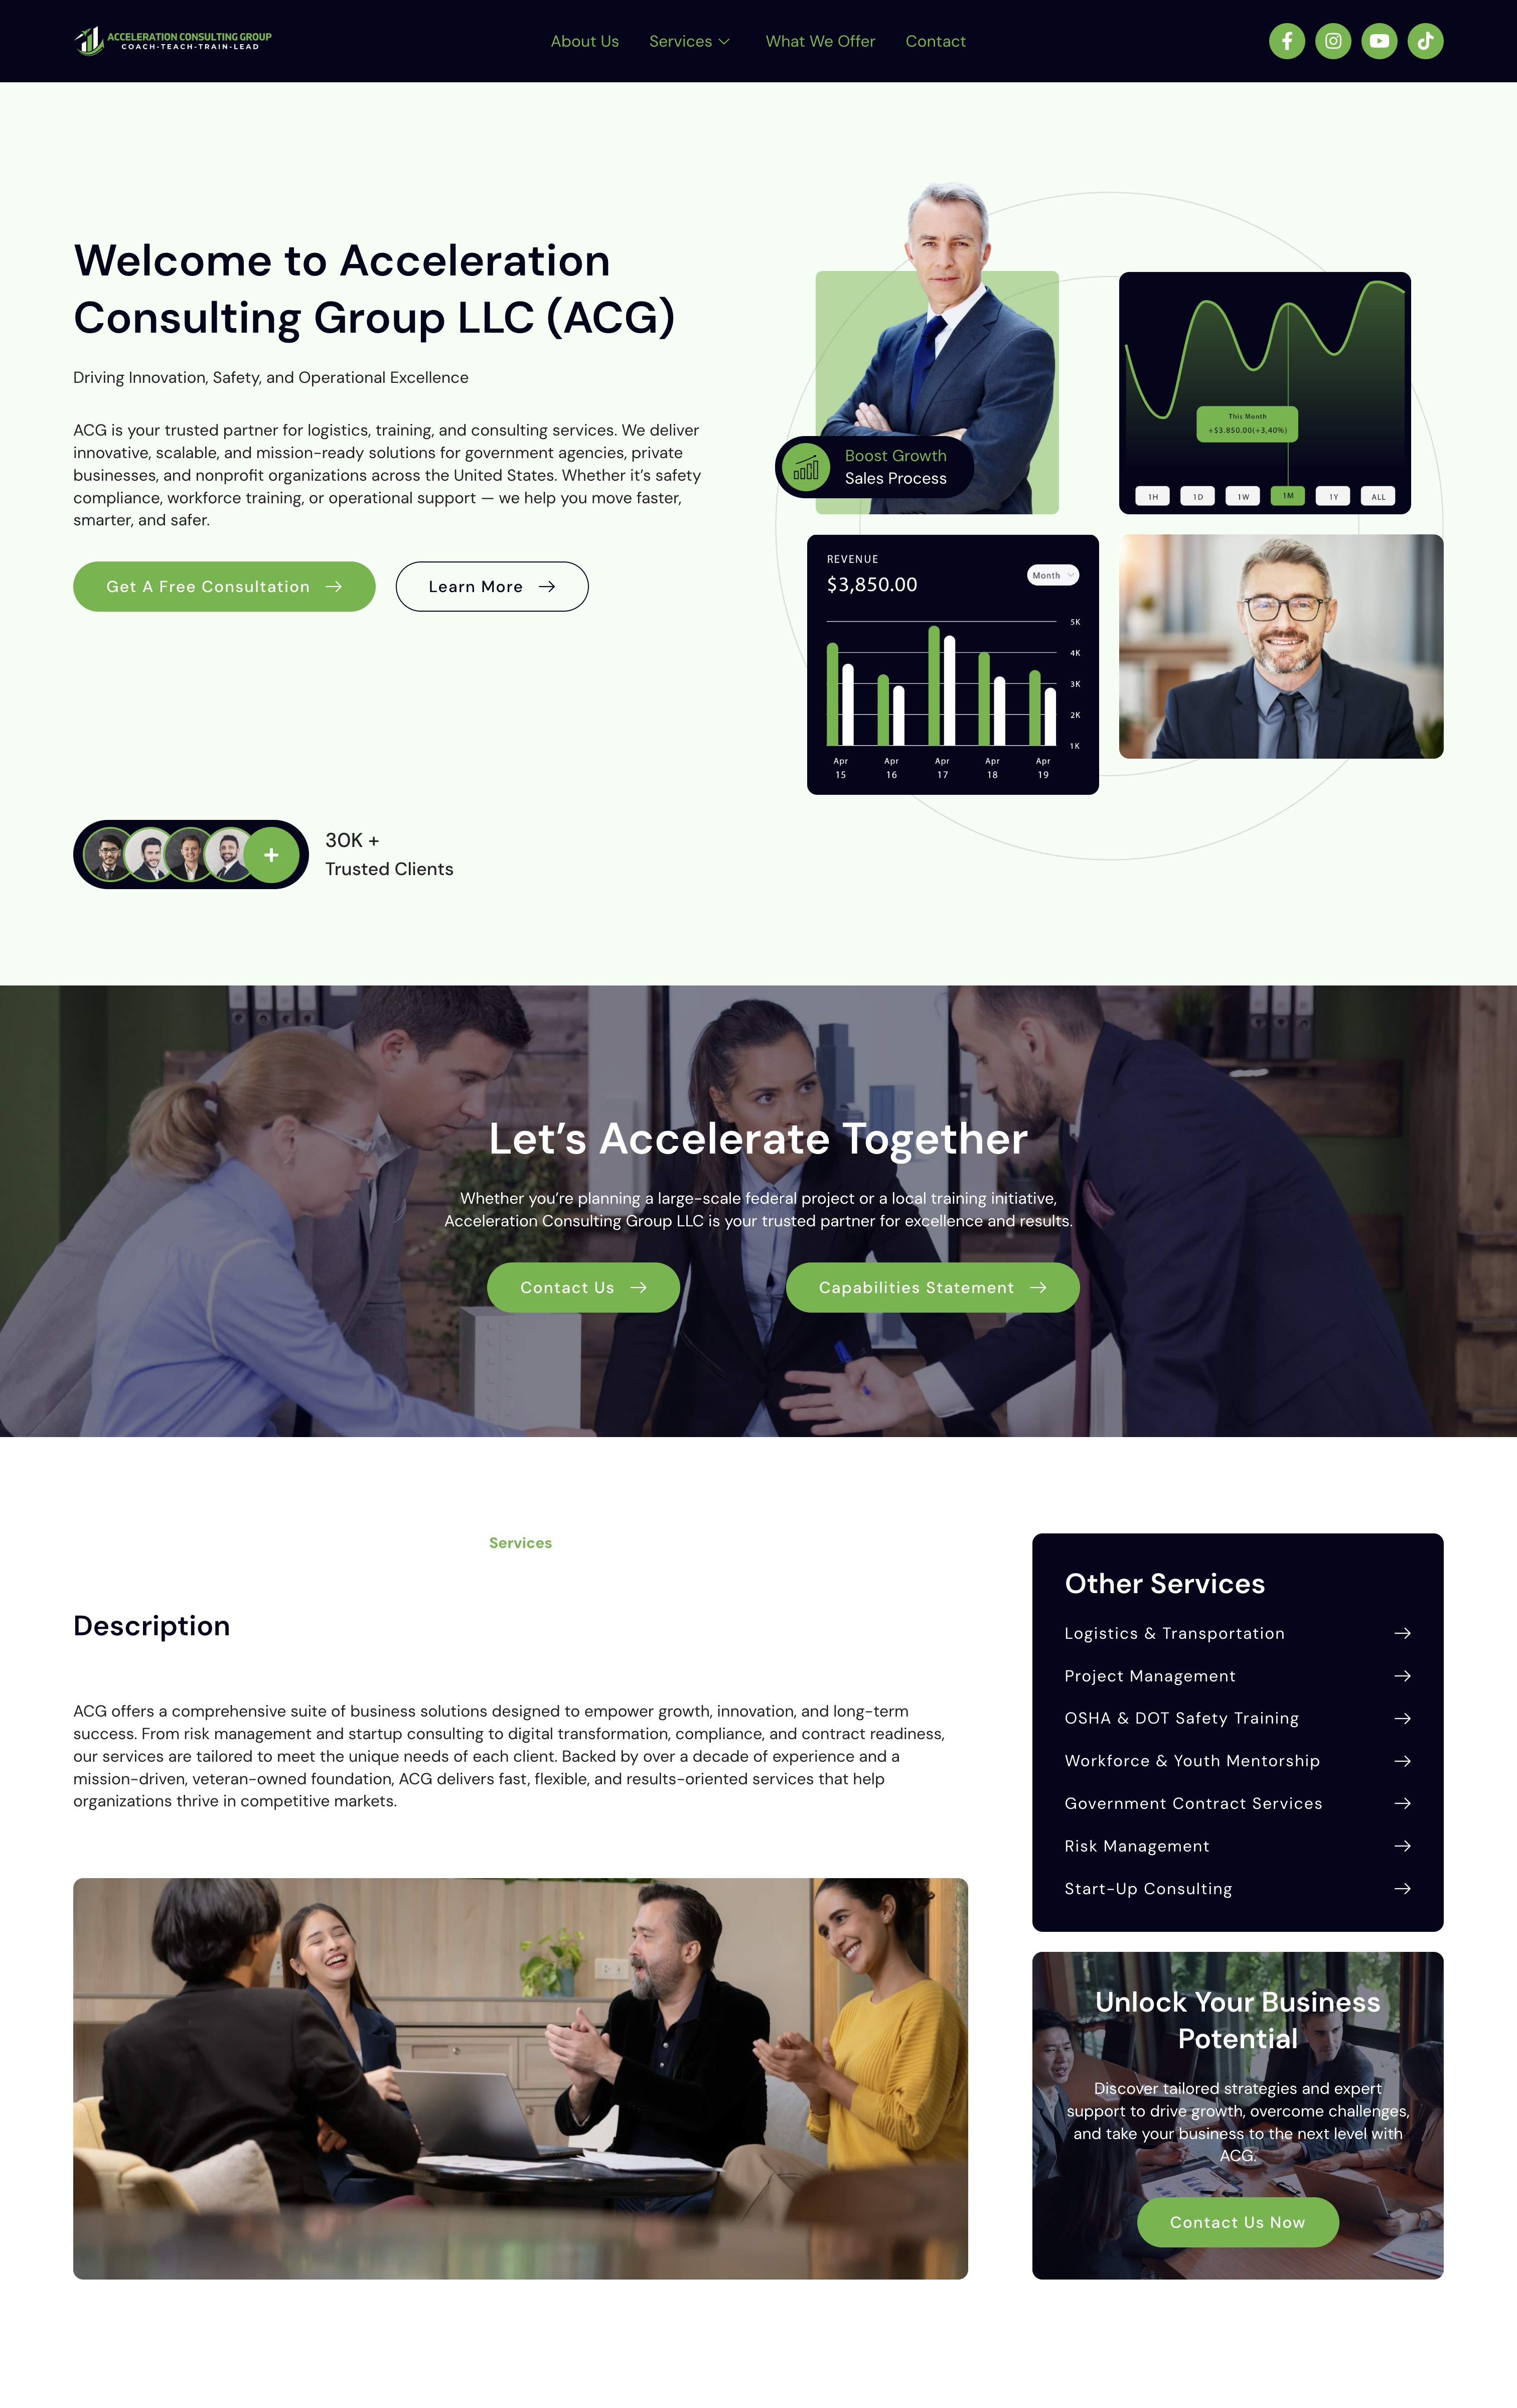 ACCELERATION CONSULTING GROUP
COACH-TEACH-TRAIN-LEAD
About Us
Services
What We Offer
Contact
Welcome to Acceleration
Consulting Group LLC (ACG)
Driving Innovation, Safety, and Operational Excellence
ACG is your trusted partner for logistics, training, and consulting services. We deliver
innovative, scalable, and mission-ready solutions for government agencies, private
businesses, and nonprofit organizations across the United States. Whether it’s safety
compliance, workforce training, or operational support — we help you move faster,
smarter, and safer.
Get A Free Consultation
Learn More
30K +
Trusted Clients
Boost Growth
Sales Process
This Month
+$3.850.00(+3,40%)
1H 1D 1W 1M 1Y ALL
REVENUE
$3,850.00
Month
5K
4K
3K
2K
1K
Apr Apr Apr Apr Apr
15 16 17 18 19
Let’s Accelerate Together
Whether you’re planning a large-scale federal project or a local training initiative,
Acceleration Consulting Group LLC is your trusted partner for excellence and results.
Contact Us
Capabilities Statement
Services
Description
ACG offers a comprehensive suite of business solutions designed to empower growth, innovation, and long-term
success. From risk management and startup consulting to digital transformation, compliance, and contract readiness,
our services are tailored to meet the unique needs of each client. Backed by over a decade of experience and a
mission-driven, veteran-owned foundation, ACG delivers fast, flexible, and results-oriented services that help
organizations thrive in competitive markets.
Other Services
Logistics & Transportation
Project Management
OSHA & DOT Safety Training
Workforce & Youth Mentorship
Government Contract Services
Risk Management
Start-Up Consulting
Unlock Your Business
Potential
Discover tailored strategies and expert
support to drive growth, overcome challenges,
and take your business to the next level with
ACG.
Contact Us Now